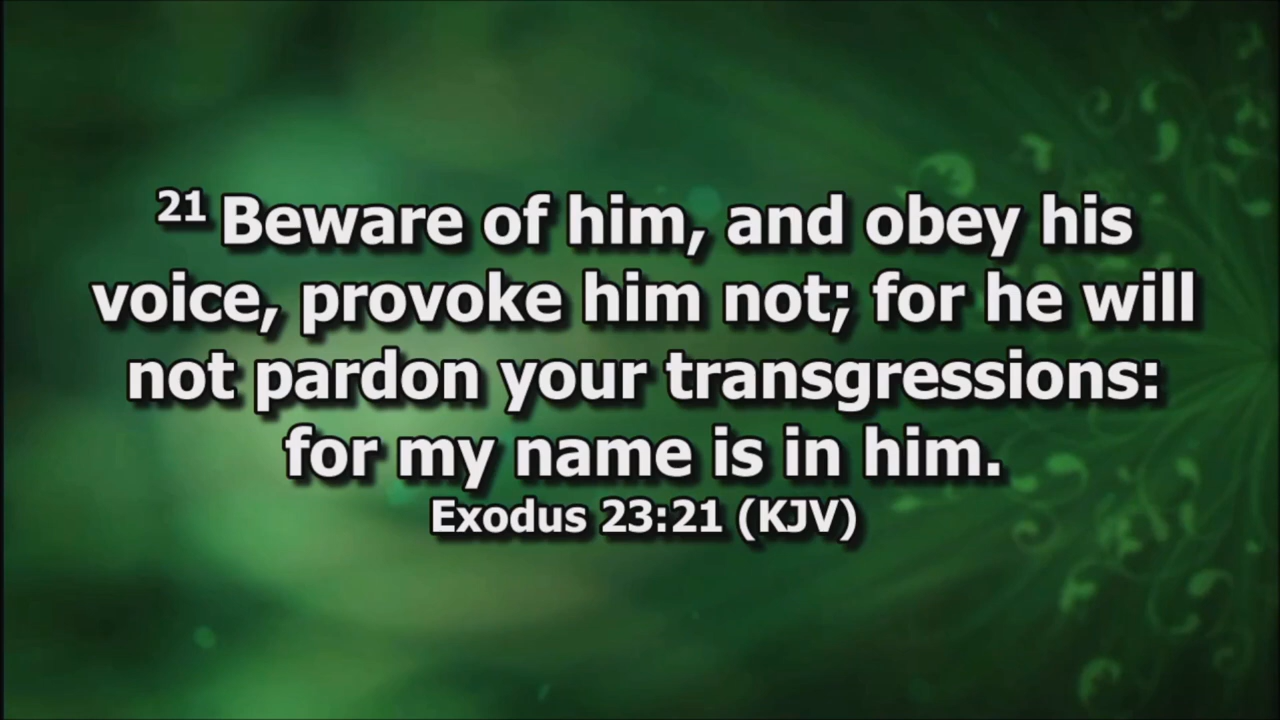 21 Beware of him, and obey his
voice, provoke him not; for he will
not pardon your transgressions:
for my name is in him.
Exodus 23:21 (KJV)